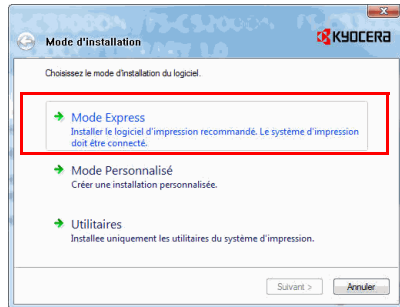 Mode d'installation
KYOCERA
Choisissez le mode d'installation du logiciel.
Mode Express
Installer le logiciel d'impression recommandé. Le système d'impression
doit être connecté.
Mode Personnalisé
Créer une installation personnalisée.
Utilitaires
Installee uniquement les utilitaires du système d'impression.
Suivant >
Annuler